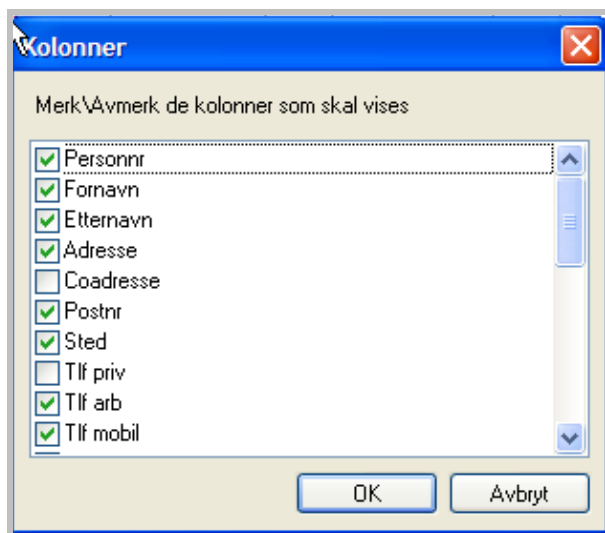 Kolonner
Merk\Avmerk de kolonner som skal vises
Personnr
Fornavn
Etternavn
Adresse
Coadresse
Postnr
Sted
Tlf priv
Tlf arb
Tlf mobil
OK Avbryt